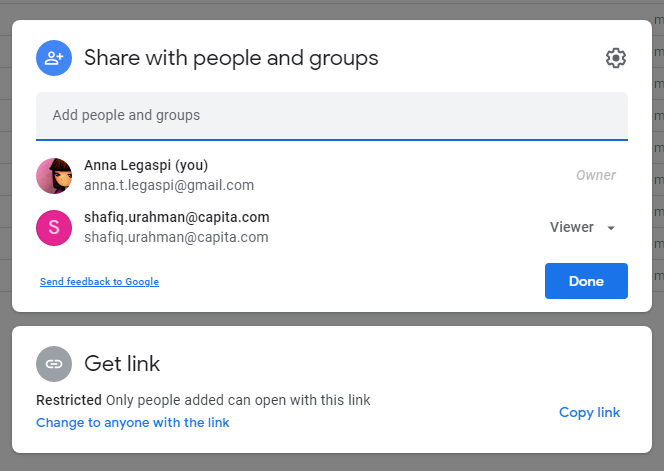 Share with people and groups
Add people and groups
Anna Legaspi (you)
anna.t.legaspi@gmail.com
Owner
S
shafiq.urahman@capita.com
shafiq.urahman@capita.com
Viewer
Send feedback to Google
Done
Get link
Restricted Only people added can open with this link
Change to anyone with the link
Copy link